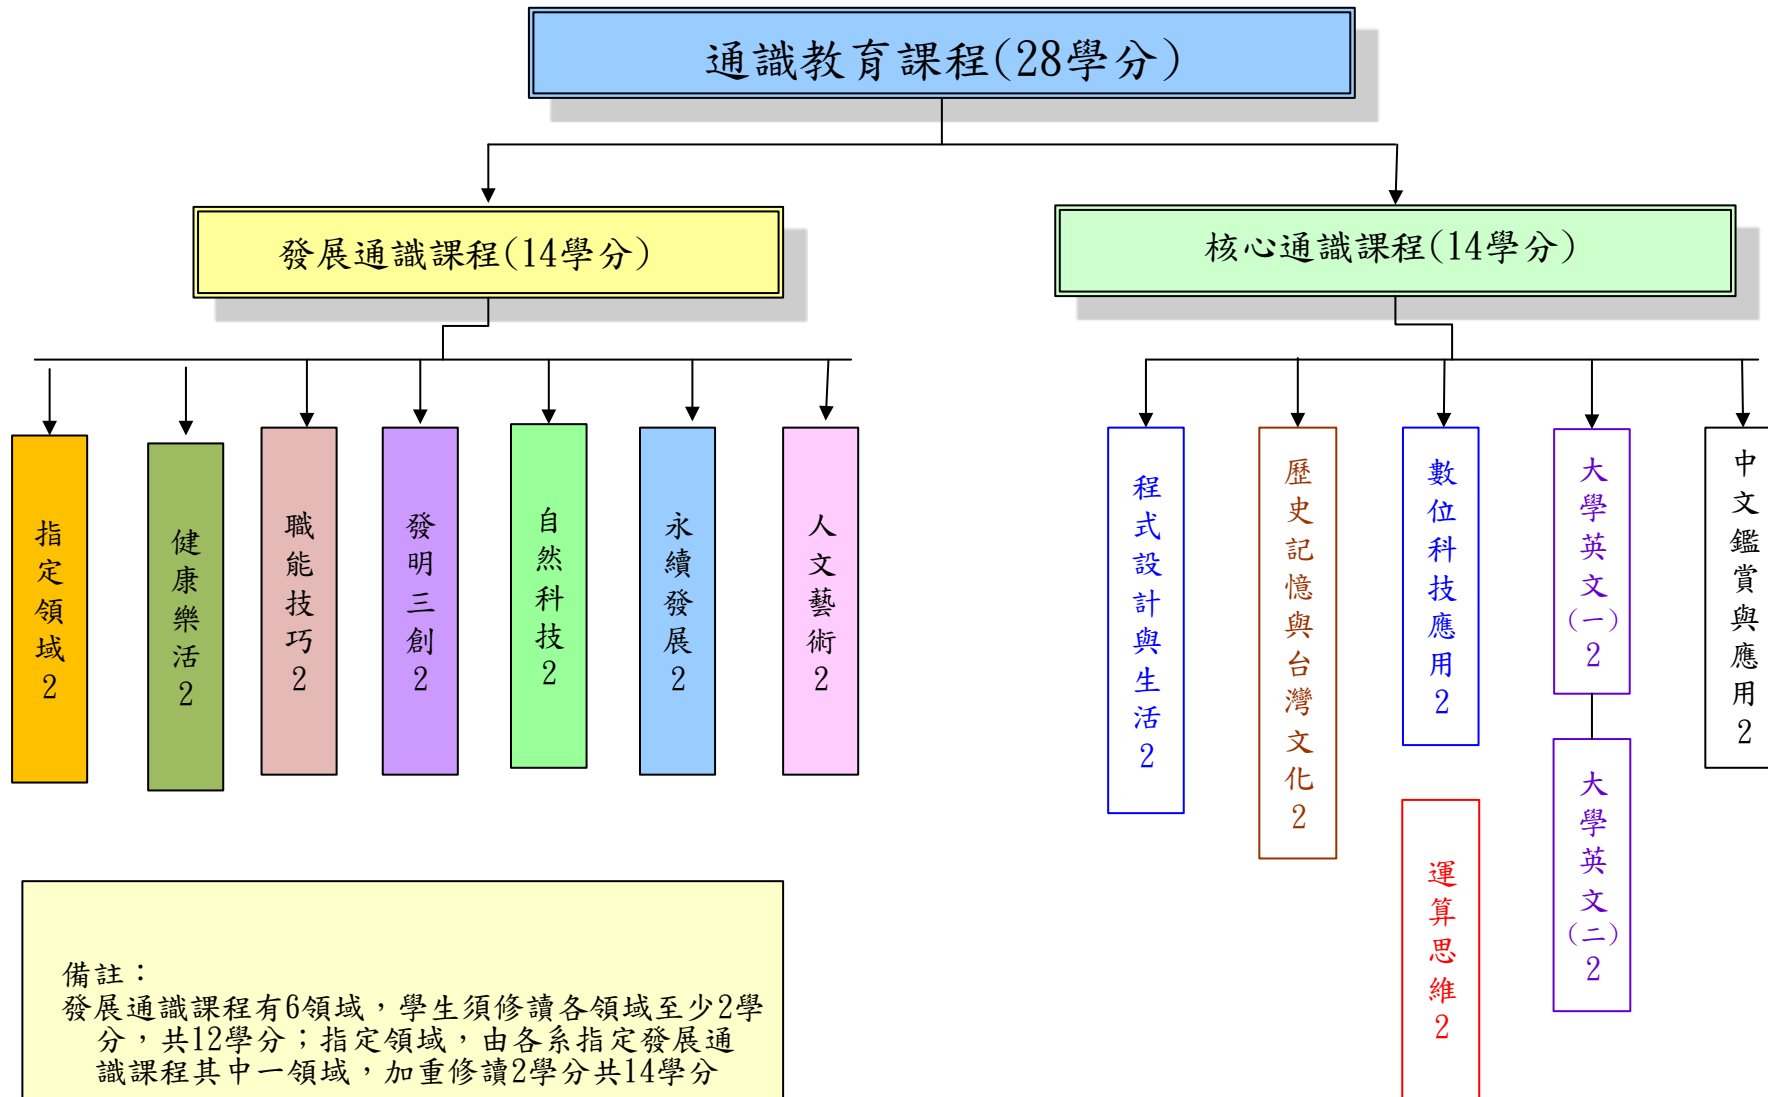 通識教育課程(28學分)
發展通識課程(14學分)
核心通識課程(14學分)
指定領域2
健康樂活2
職能技巧2
發明三創2
自然科技2
永續發展2
人文藝術2
程式設計與生活2
歷史記憶與台灣文化2
數位科技應用2
大學英文(一)2
中文鑑賞與應用2
運算思維2
大學英文(二)2
備註：
發展通識課程有6領域，學生須修讀各領域至少2學
分，共12學分；指定領域，由各系指定發展通
識課程其中一領域，加重修讀2學分共14學分